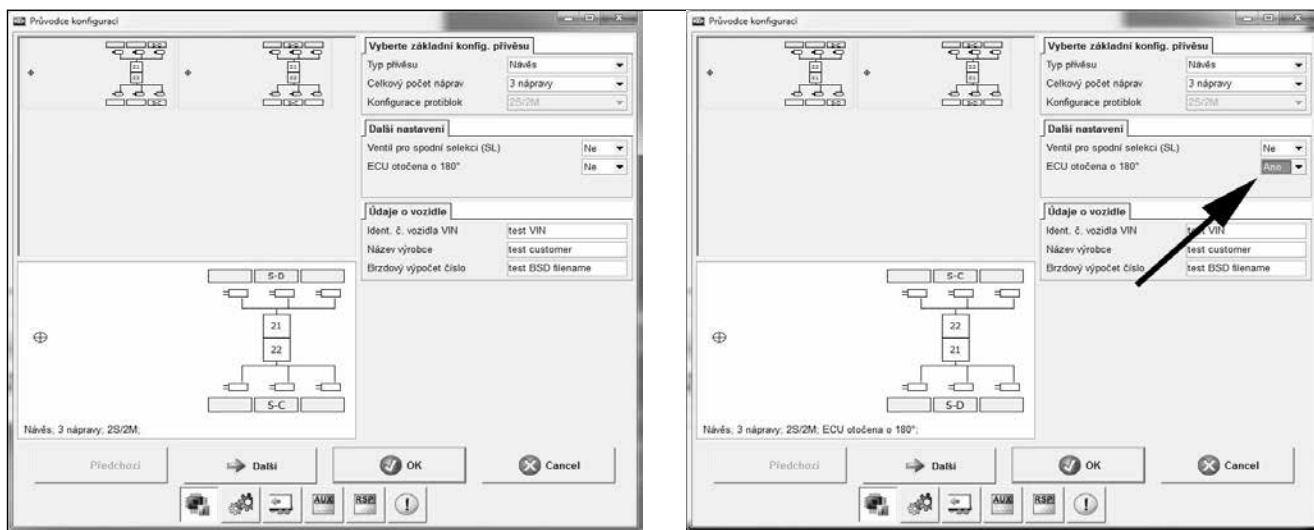 Průvodce konfigurací
Vyberte základní konfig. přívěsu
Typ přívěsu Návěs
Celkový počet náprav 3 nápravy
Konfigurace protiblok 2S/2M
Další nastavení
Ventil pro spodní selekci (SL) Ne
ECU otočena o 180° Ne
Údaje o vozidle
Ident. č. vozidla VIN test VIN
Název výrobce test customer
Brzdový výpočet číslo test BSD filename
S-D
21
22
S-C
Návěs; 3 nápravy; 2S/2M;
Předchozí Další OK Cancel
AUX RSP
Průvodce konfigurací
Vyberte základní konfig. přívěsu
Typ přívěsu Návěs
Celkový počet náprav 3 nápravy
Konfigurace protiblok 2S/2M
Další nastavení
Ventil pro spodní selekci (SL) Ne
ECU otočena o 180° Ano
Údaje o vozidle
Ident. č. vozidla VIN test VIN
Název výrobce test customer
Brzdový výpočet číslo test BSD filename
S-C
22
21
S-D
Návěs; 3 nápravy; 2S/2M; ECU otočena o 180°;
Předchozí Další OK Cancel
AUX RSP